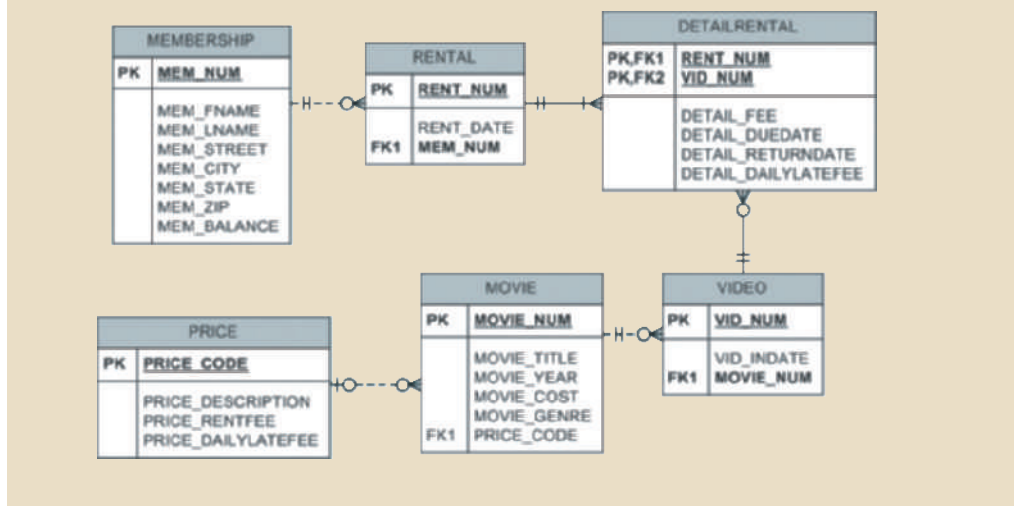 MEMBERSHIP
PK MEM_NUM
MEM_FNAME
MEM_LNAME
MEM_STREET
MEM_CITY
MEM_STATE
MEM_ZIP
MEM_BALANCE
RENTAL
PK RENT_NUM
RENT_DATE
FK1 MEM_NUM
DETAILRENTAL
PK,FK1 RENT_NUM
PK,FK2 VID_NUM
DETAIL_FEE
DETAIL_DUEDATE
DETAIL_RETURNDATE
DETAIL_DAILYLATEFEE
PRICE
PK PRICE_CODE
PRICE_DESCRIPTION
PRICE_RENTFEE
PRICE_DAILYLATEFEE
MOVIE
PK MOVIE_NUM
MOVIE_TITLE
MOVIE_YEAR
MOVIE_COST
MOVIE_GENRE
FK1 PRICE_CODE
VIDEO
PK VID_NUM
VID_INDATE
FK1 MOVIE_NUM